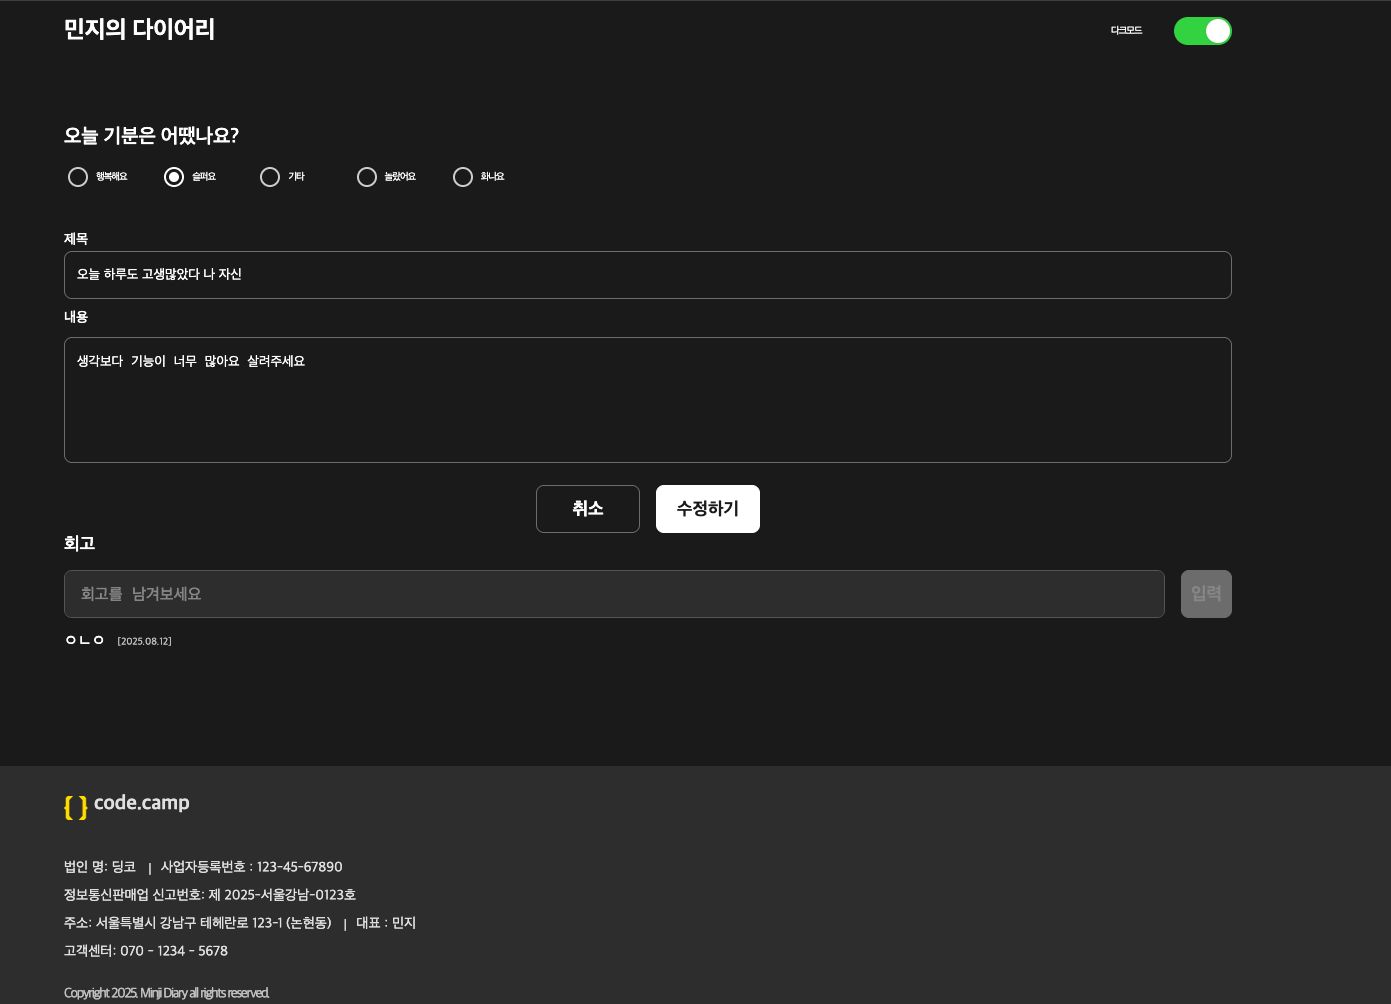 민지의 다이어리 다크모드
오늘 기분은 어땠나요?
행복해요 슬퍼요 기타 놀랐어요 화나요
제목
오늘 하루도 고생많았다 나 자신
내용
생각보다 기능이 너무 많아요 살려주세요
취소 수정하기
회고
회고를 남겨보세요 입력
ㅇㄴㅇ [2025.08.12]
{ } code.camp
법인 명: 딩코 | 사업자등록번호 : 123-45-67890
정보통신판매업 신고번호: 제 2025-서울강남-0123호
주소: 서울특별시 강남구 테헤란로 123-1 (논현동) | 대표 : 민지
고객센터: 070 - 1234 - 5678
Copyright 2025. Minji Diary all rights reserved.